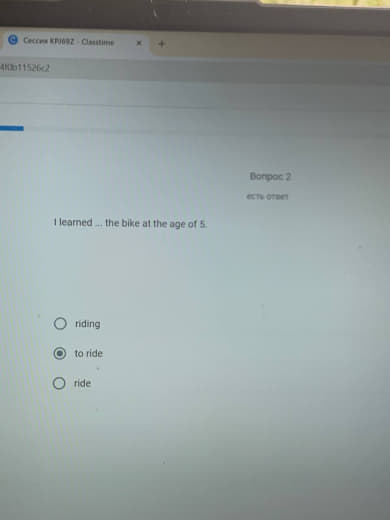 Сессия KPJ69Z - Classtime
4f0b11526c2
Вопрос 2
есть ответ
I learned ... the bike at the age of 5.
riding
to ride
ride